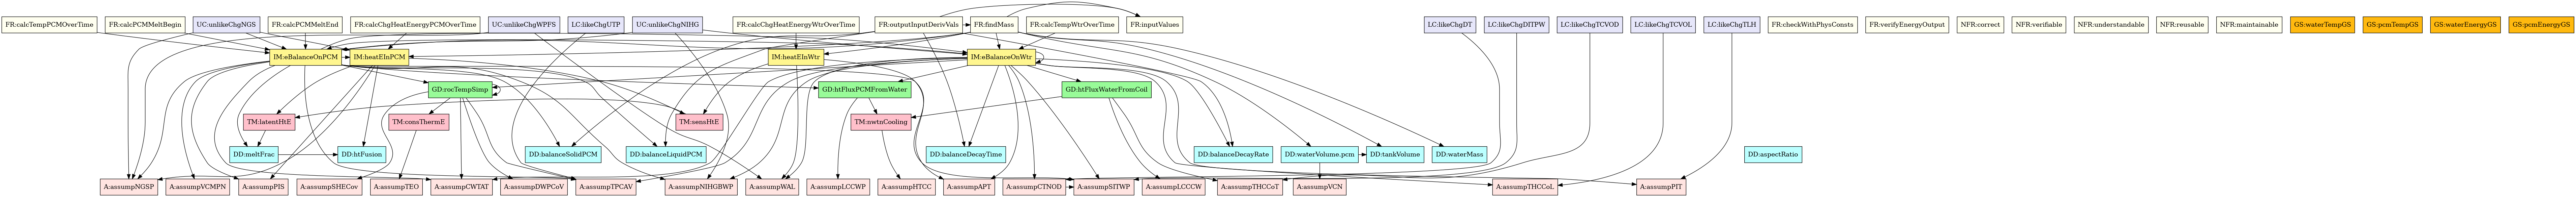 FR:calcTempPCMOverTime
FR:calcPCMMeltBegin
UC:unlikeChgNGS
FR:calcPCMMeltEnd
FR:calcChgHeatEnergyPCMOverTime
UC:unlikeChgWPFS
LC:likeChgUTP
UC:unlikeChgNIHG
FR:calcChgHeatEnergyWtrOverTime
FR:outputInputDerivVals
FR:findMass
FR:calcTempWtrOverTime
FR:inputValues
LC:likeChgDT
LC:likeChgDITPW
LC:likeChgTCVOD
LC:likeChgTCVOL
LC:likeChgTLH
FR:checkWithPhysConsts
FR:verifyEnergyOutput
NFR:correct
NFR:verifiable
NFR:understandable
NFR:reusable
NFR:maintainable
GS:waterTempGS
GS:pcmTempGS
GS:waterEnergyGS
GS:pcmEnergyGS
IM:eBalanceOnPCM
IM:heatEInPCM
IM:heatEInWtr
IM:eBalanceOnWtr
GD:rocTempSimp
GD:htFluxPCMFromWater
GD:htFluxWaterFromCoil
TM:latentHtE
TM:consThermE
TM:sensHtE
TM:nwtnCooling
DD:meltFrac
DD:htFusion
DD:balanceSolidPCM
DD:balanceLiquidPCM
DD:balanceDecayTime
DD:balanceDecayRate
DD:waterVolume.pcm
DD:tankVolume
DD:waterMass
DD:aspectRatio
A:assumpNGSP
A:assumpVCMPN
A:assumpPIS
A:assumpSHECov
A:assumpTEO
A:assumpCWTAT
A:assumpDWPCoV
A:assumpTPCAV
A:assumpNIHGBWP
A:assumpWAL
A:assumpLCCWP
A:assumpHTCC
A:assumpAPT
A:assumpCTNOD
A:assumpSITWP
A:assumpLCCCW
A:assumpTHCCoT
A:assumpVCN
A:assumpTHCCoL
A:assumpPIT